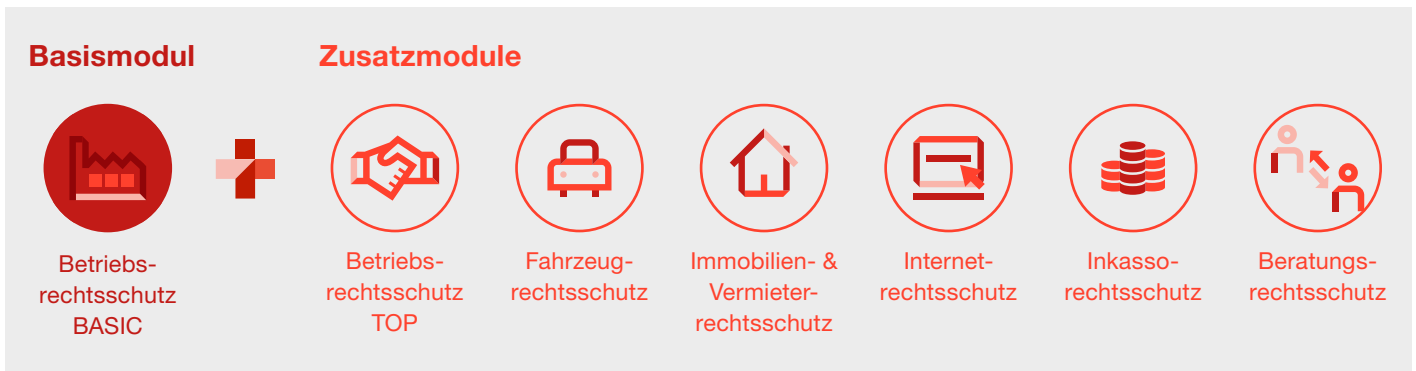 Basismodul
Zusatzmodule
Betriebs-
rechtsschutz
BASIC
Betriebs-
rechtsschutz
TOP
Fahrzeug-
rechtsschutz
Immobilien- &
Vermieter-
rechtsschutz
Internet-
rechtsschutz
Inkasso-
rechtsschutz
Beratungs-
rechtsschutz